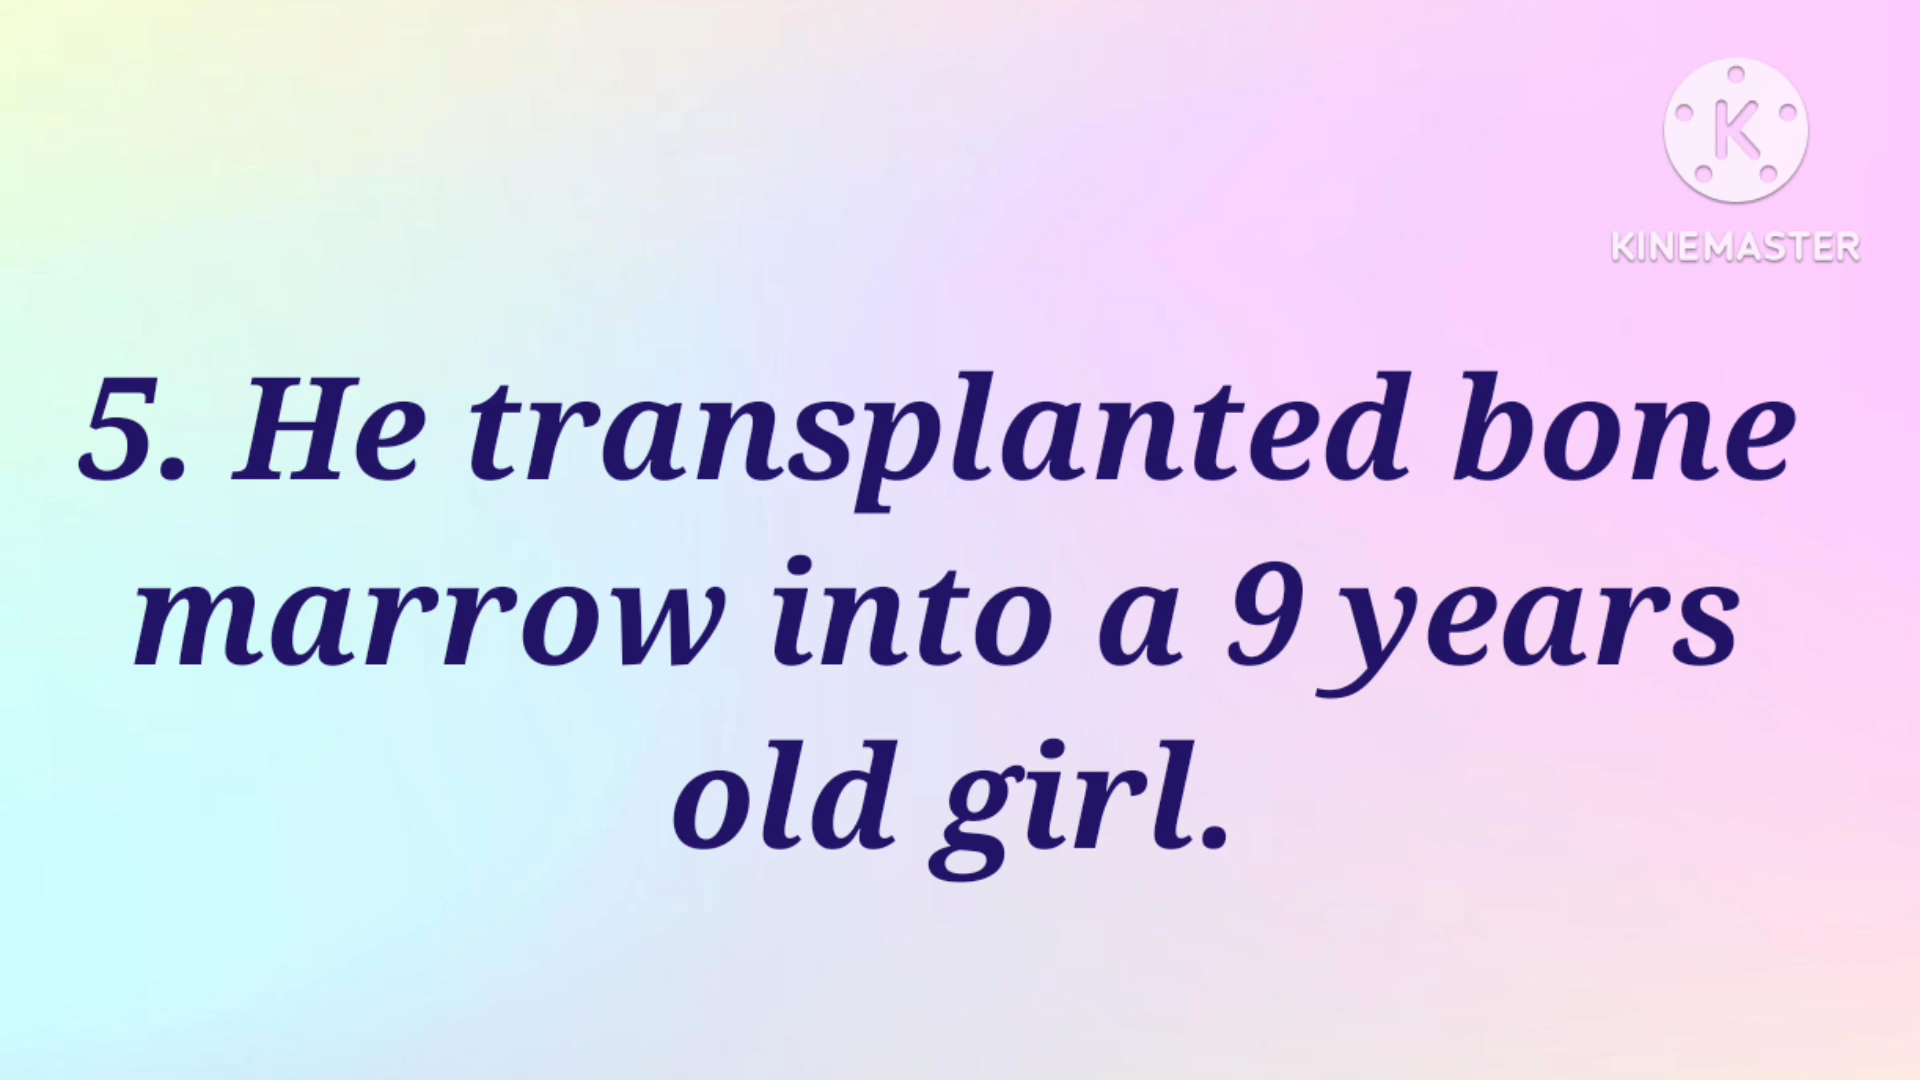 K
KINEMASTER
5. He transplanted bone
marrow into a 9 years
old girl.